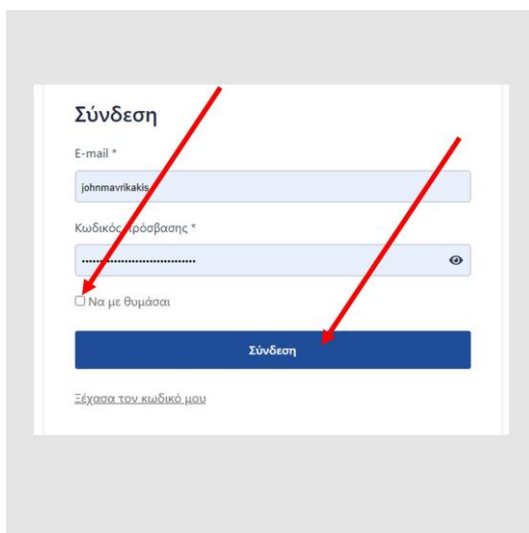 Σύνδεση
E-mail *
johnmavrikakis
Κωδικός πρόσβασης *
Να με θυμάσαι
Σύνδεση
Ξέχασα τον κωδικό μου